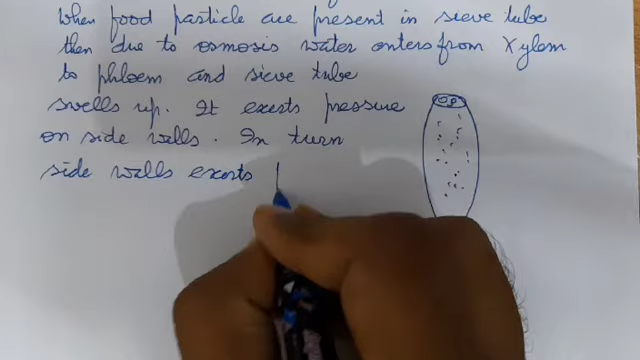 When food particle are present in sieve tube
then due to osmosis water enters from Xylem
to phloem and sieve tube
swells up. It exerts pressure
on side walls. In turn
side walls exerts